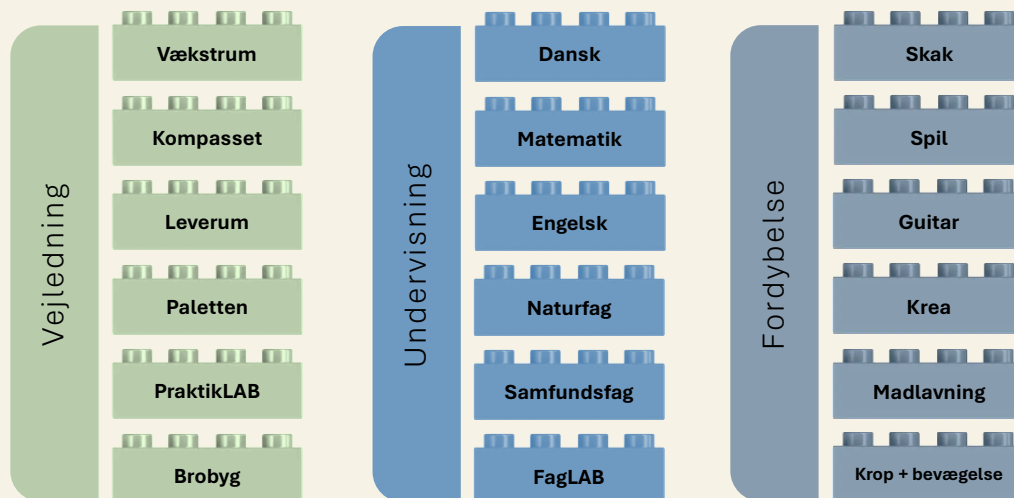 Vejledning
Vækstrum
Kompasset
Leverum
Paletten
PraktikLAB
Brobyg
Undervisning
Dansk
Matematik
Engelsk
Naturfag
Samfundsfag
FagLAB
Fordybelse
Skak
Spil
Guitar
Krea
Madlavning
Krop + bevægelse